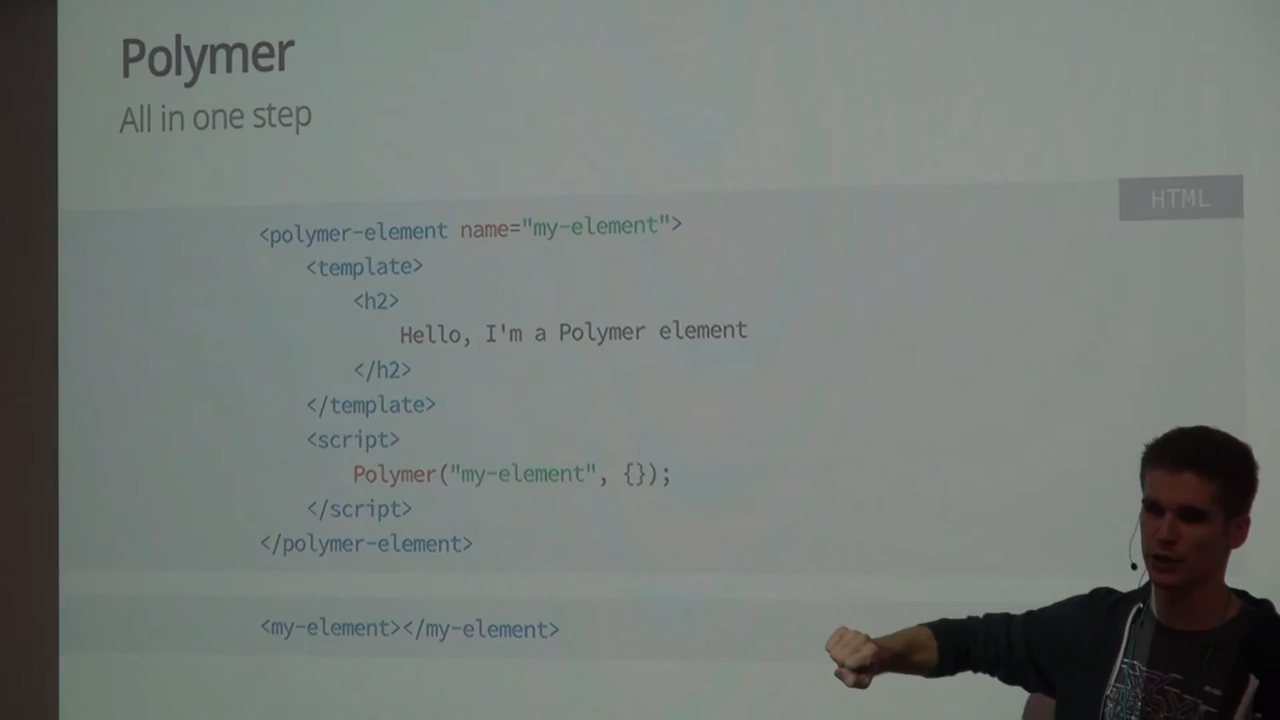 Polymer
All in one step
HTML
<polymer-element name="my-element">
<template>
<h2>
Hello, I'm a Polymer element
</h2>
</template>
<script>
Polymer("my-element", {});
</script>
</polymer-element>
<my-element></my-element>